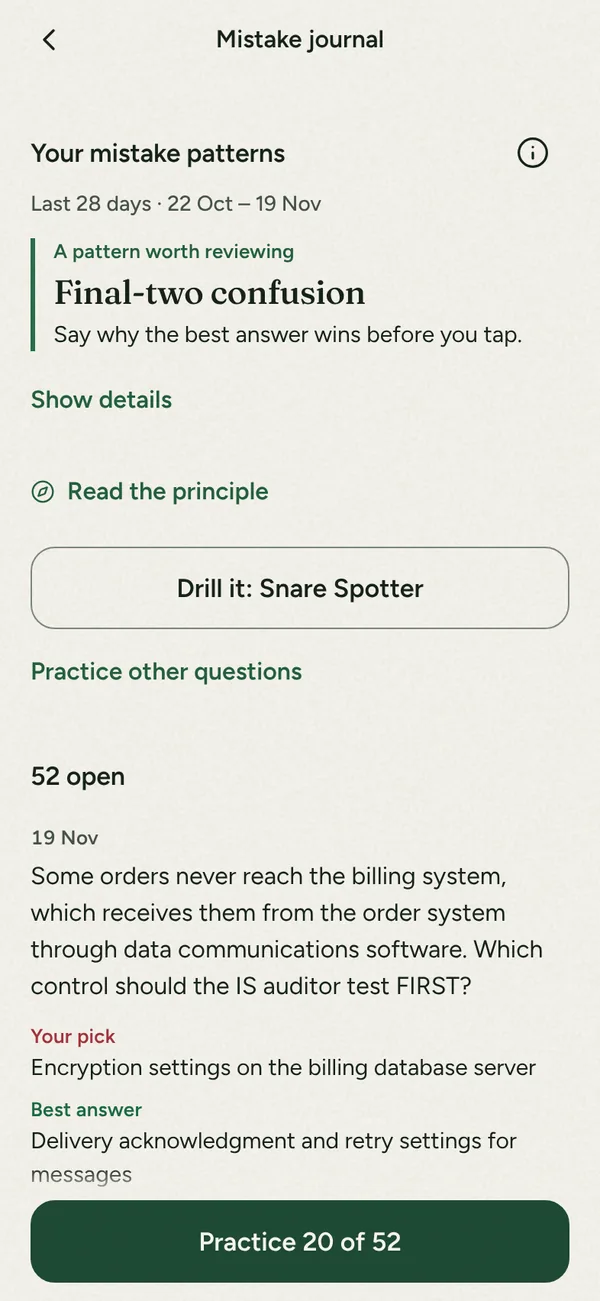 Mistake journal
Your mistake patterns
Last 28 days · 22 Oct – 19 Nov
A pattern worth reviewing
Final-two confusion
Say why the best answer wins before you tap.
Show details
Read the principle
Drill it: Snare Spotter
Practice other questions
52 open
19 Nov
Some orders never reach the billing system,
which receives them from the order system
through data communications software. Which
control should the IS auditor test FIRST?
Your pick
Encryption settings on the billing database server
Best answer
Delivery acknowledgment and retry settings for
messages
Practice 20 of 52